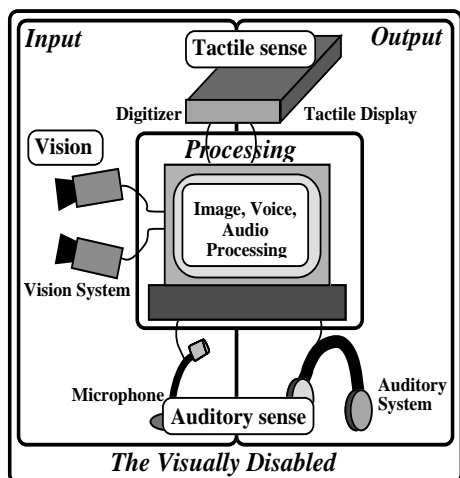 Input
Output
Tactile sense
Digitizer
Tactile Display
Vision
Processing
Image, Voice,
Audio
Processing
Vision System
Microphone
Auditory
System
Auditory sense
The Visually Disabled